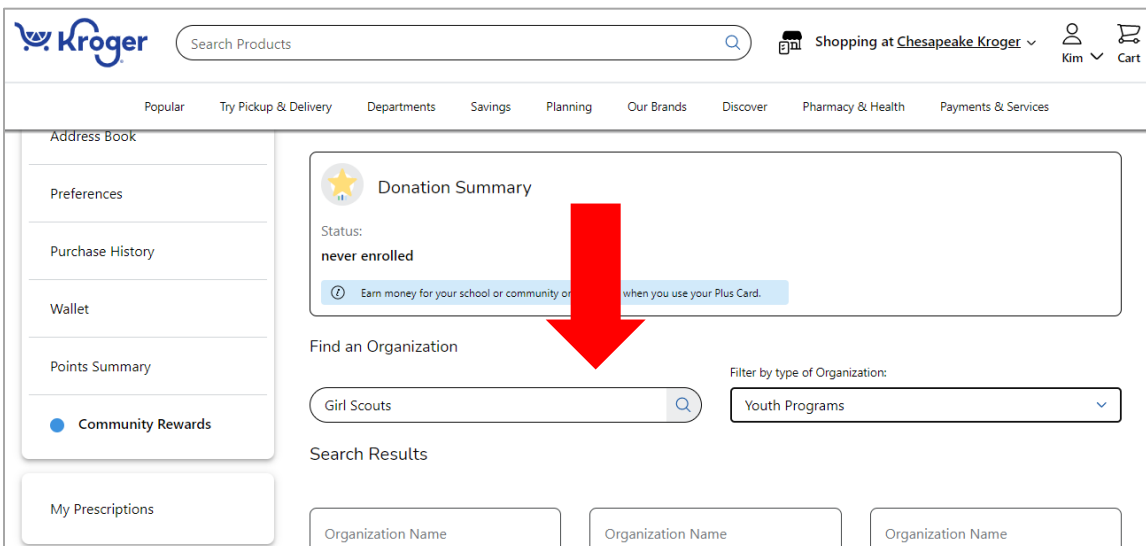 Kroger
Search Products
Shopping at Chesapeake Kroger
Kim
Cart
Popular Try Pickup & Delivery Departments Savings Planning Our Brands Discover Pharmacy & Health Payments & Services
Address Book
Preferences
Purchase History
Wallet
Points Summary
Community Rewards
My Prescriptions
Donation Summary
Status:
never enrolled
Earn money for your school or community when you use your Plus Card.
Find an Organization
Filter by type of Organization:
Girl Scouts
Youth Programs
Search Results
Organization Name
Organization Name
Organization Name